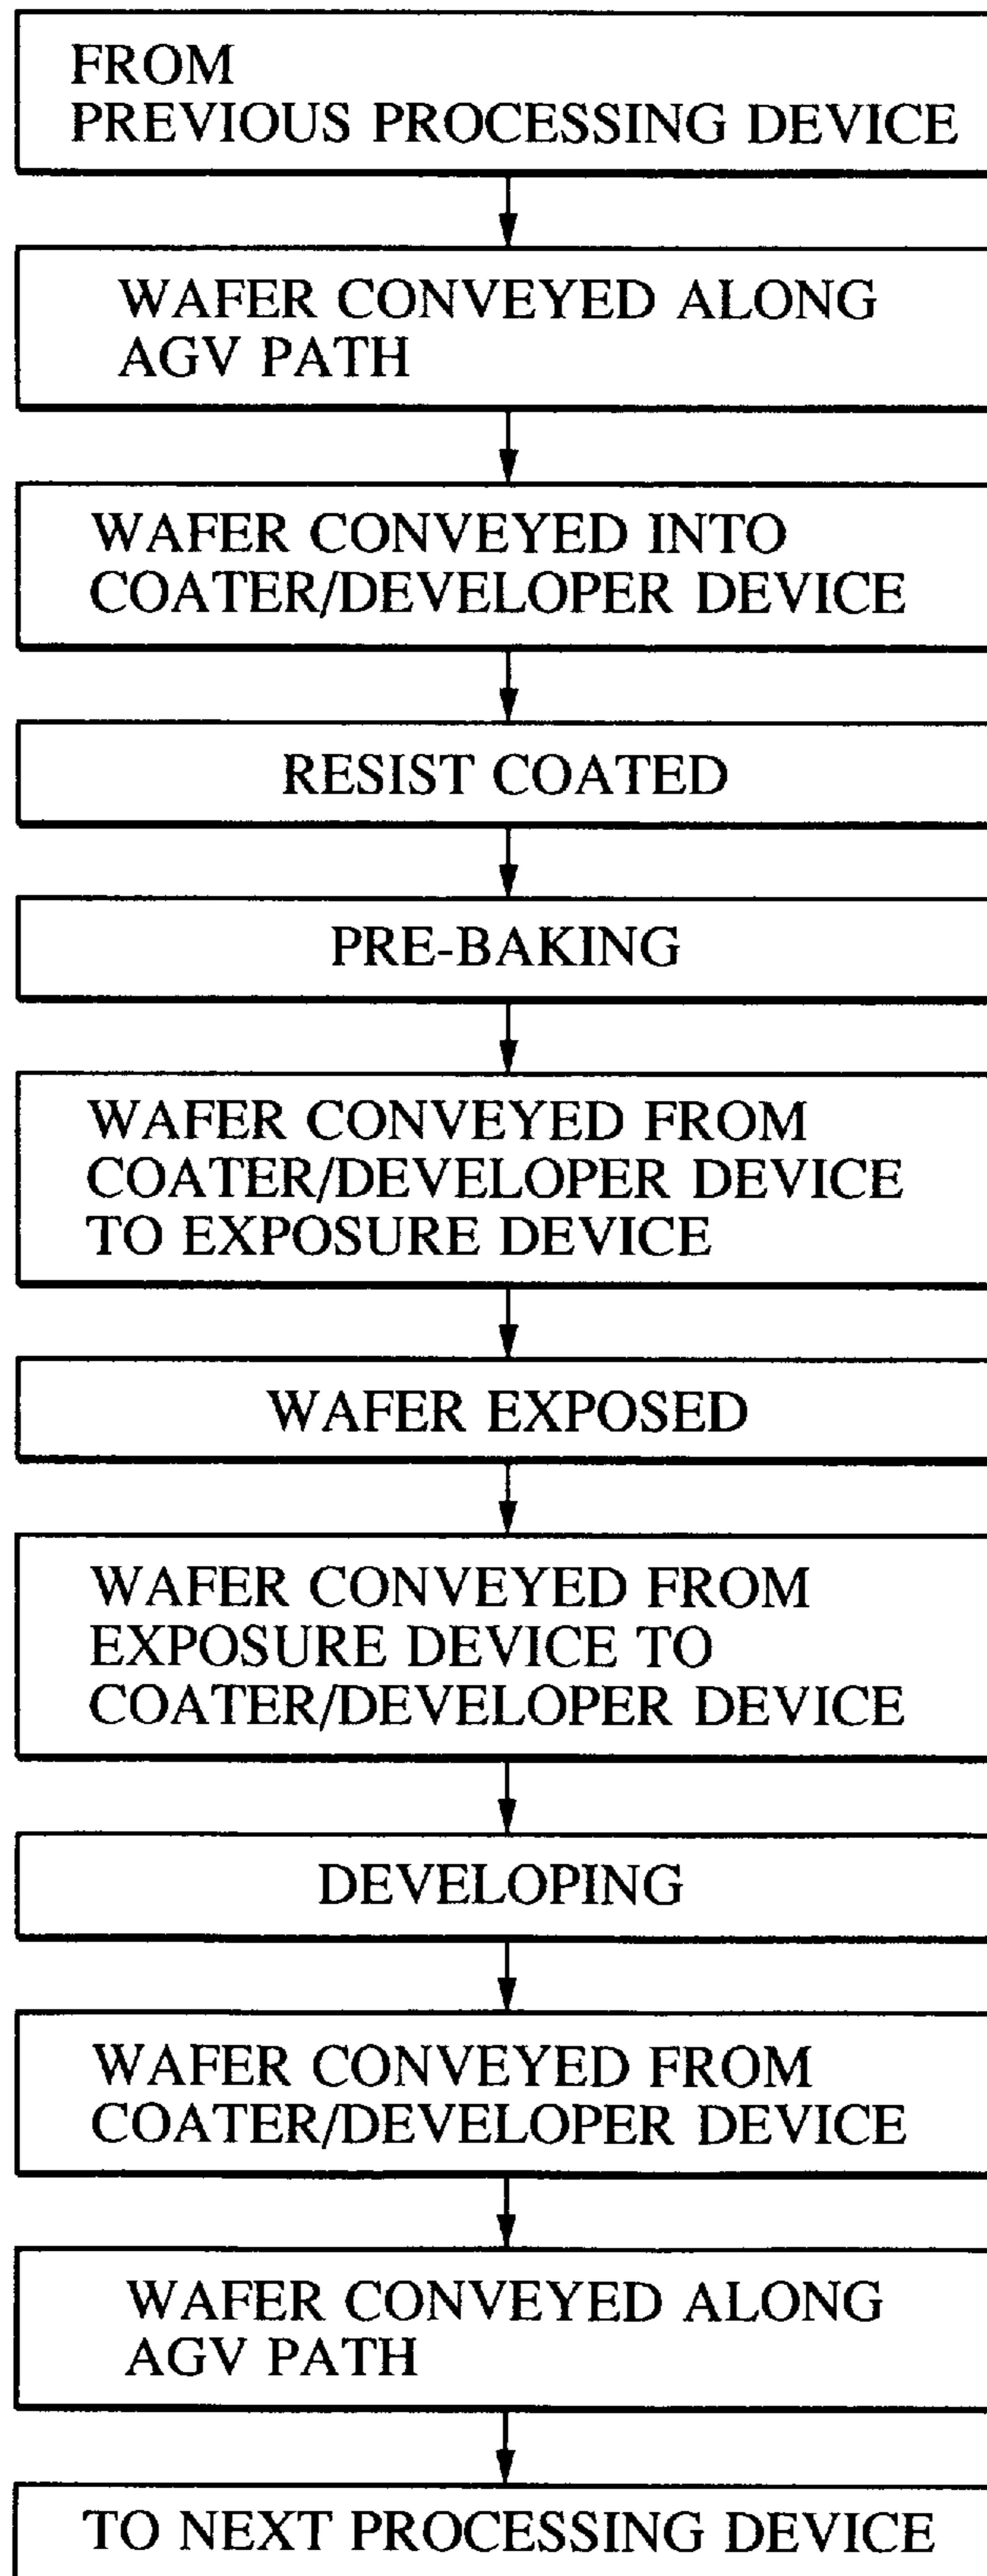 FROM
PREVIOUS PROCESSING DEVICE
WAFER CONVEYED ALONG
AGV PATH
WAFER CONVEYED INTO
COATER/DEVELOPER DEVICE
RESIST COATED
PRE-BAKING
WAFER CONVEYED FROM
COATER/DEVELOPER DEVICE
TO EXPOSURE DEVICE
WAFER EXPOSED
WAFER CONVEYED FROM
EXPOSURE DEVICE TO
COATER/DEVELOPER DEVICE
DEVELOPING
WAFER CONVEYED FROM
COATER/DEVELOPER DEVICE
WAFER CONVEYED ALONG
AGV PATH
TO NEXT PROCESSING DEVICE